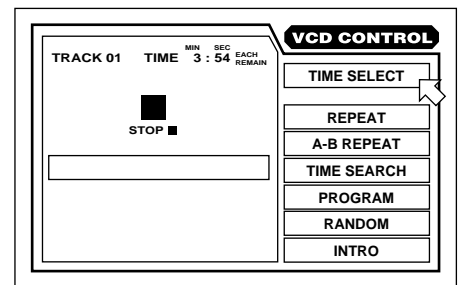 VCD CONTROL
MIN SEC EACH
TRACK 01 TIME 3 : 54 REMAIN
TIME SELECT
STOP
REPEAT
A-B REPEAT
TIME SEARCH
PROGRAM
RANDOM
INTRO